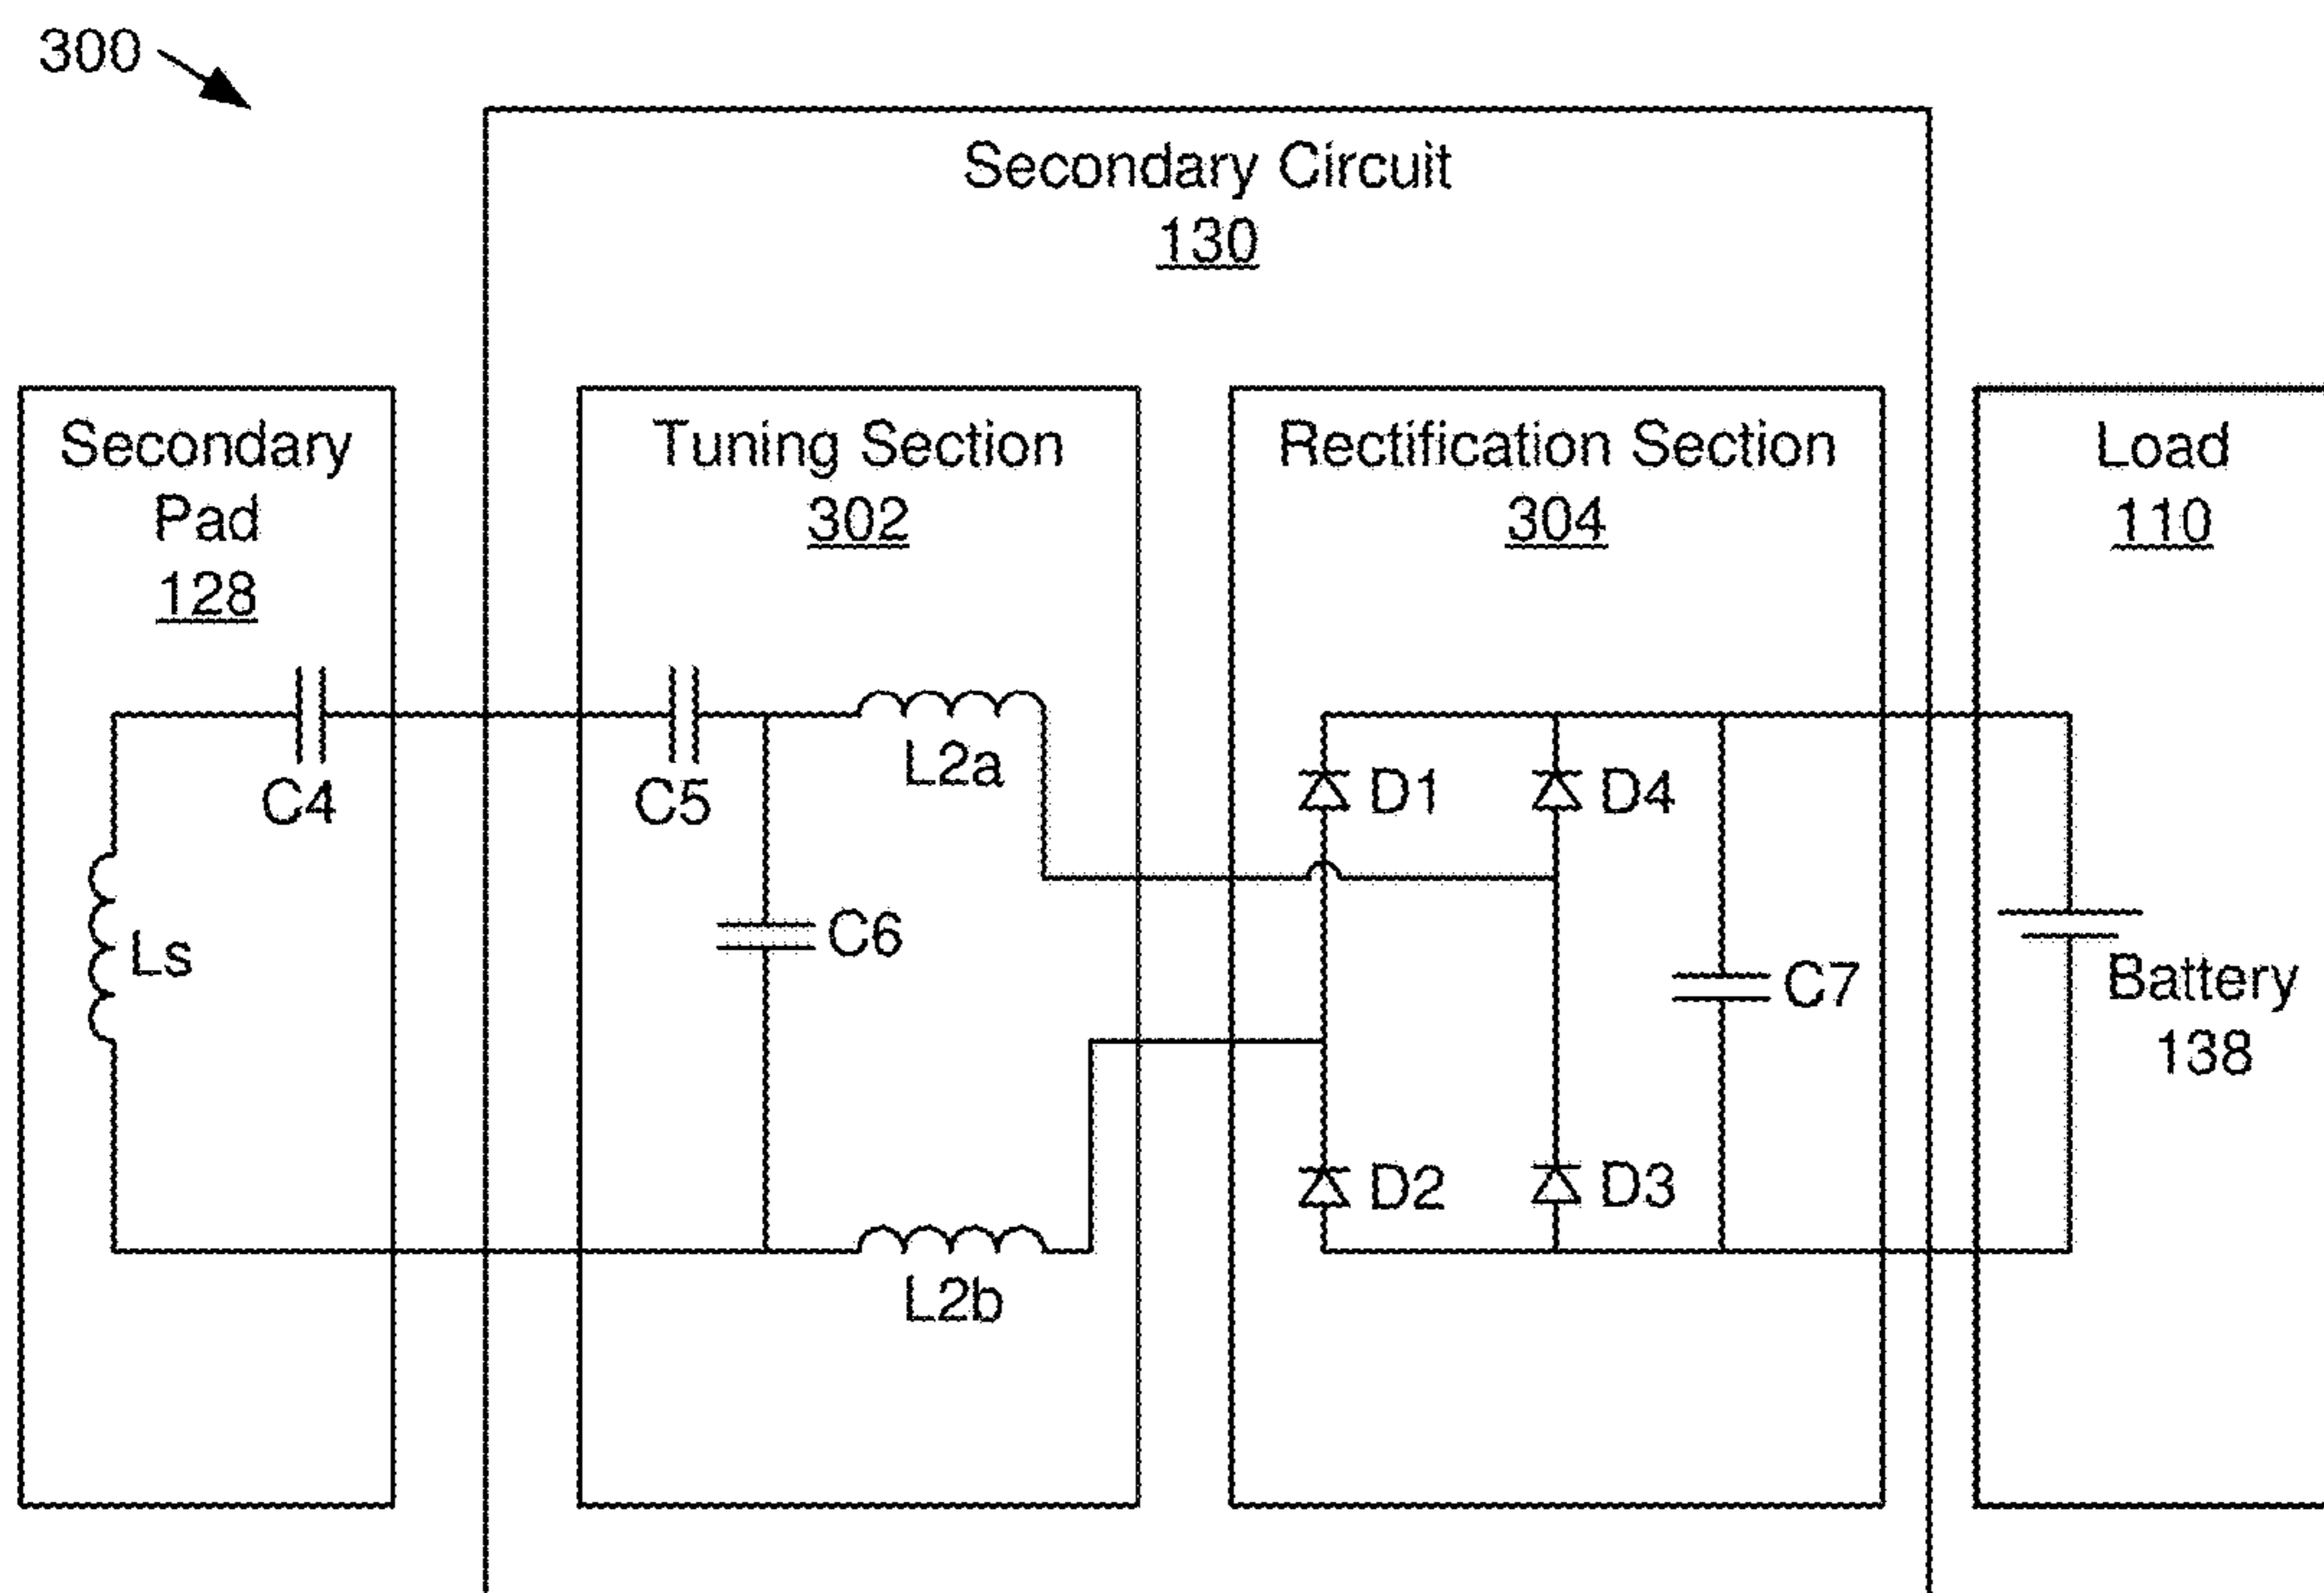 300
Secondary Circuit
130
Secondary
Pad
128
Tuning Section
302
Rectification Section
304
Load
110
C4
C5
L2a
D1
D4
Ls
C6
C7
Battery
138
D2
D3
L2b